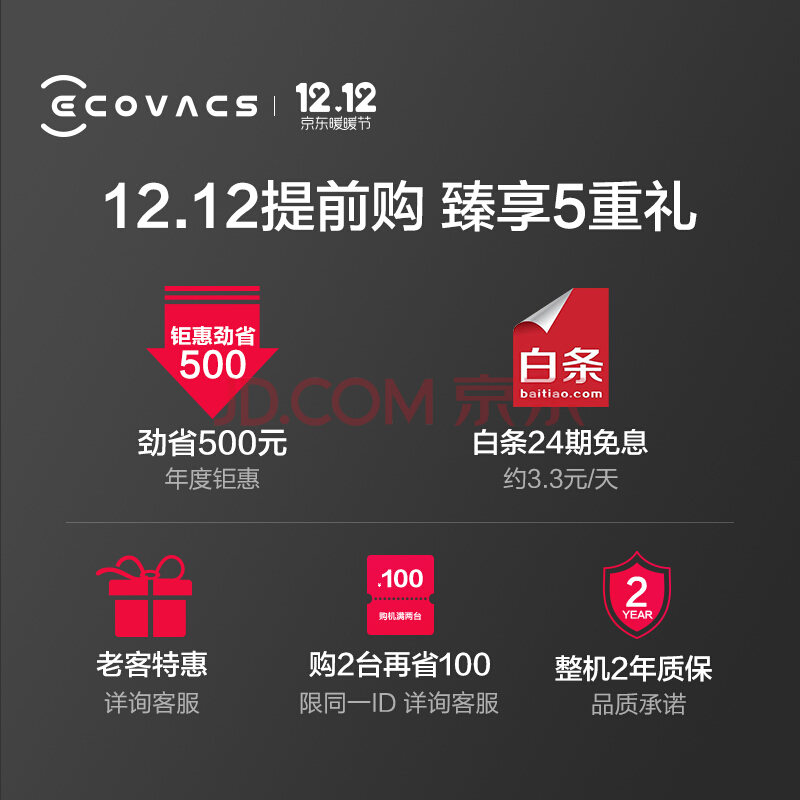 ECOVACS
12.12
京东暖暖节
12.12提前购 臻享5重礼
钜惠劲省
500
白条
baitiao.com
JD.COM 京东
劲省500元
白条24期免息
年度钜惠
约3.3元/天
.100
购机满两台
2
YEAR
老客特惠
购2台再省100
整机2年质保
详询客服
限同一ID 详询客服
品质承诺